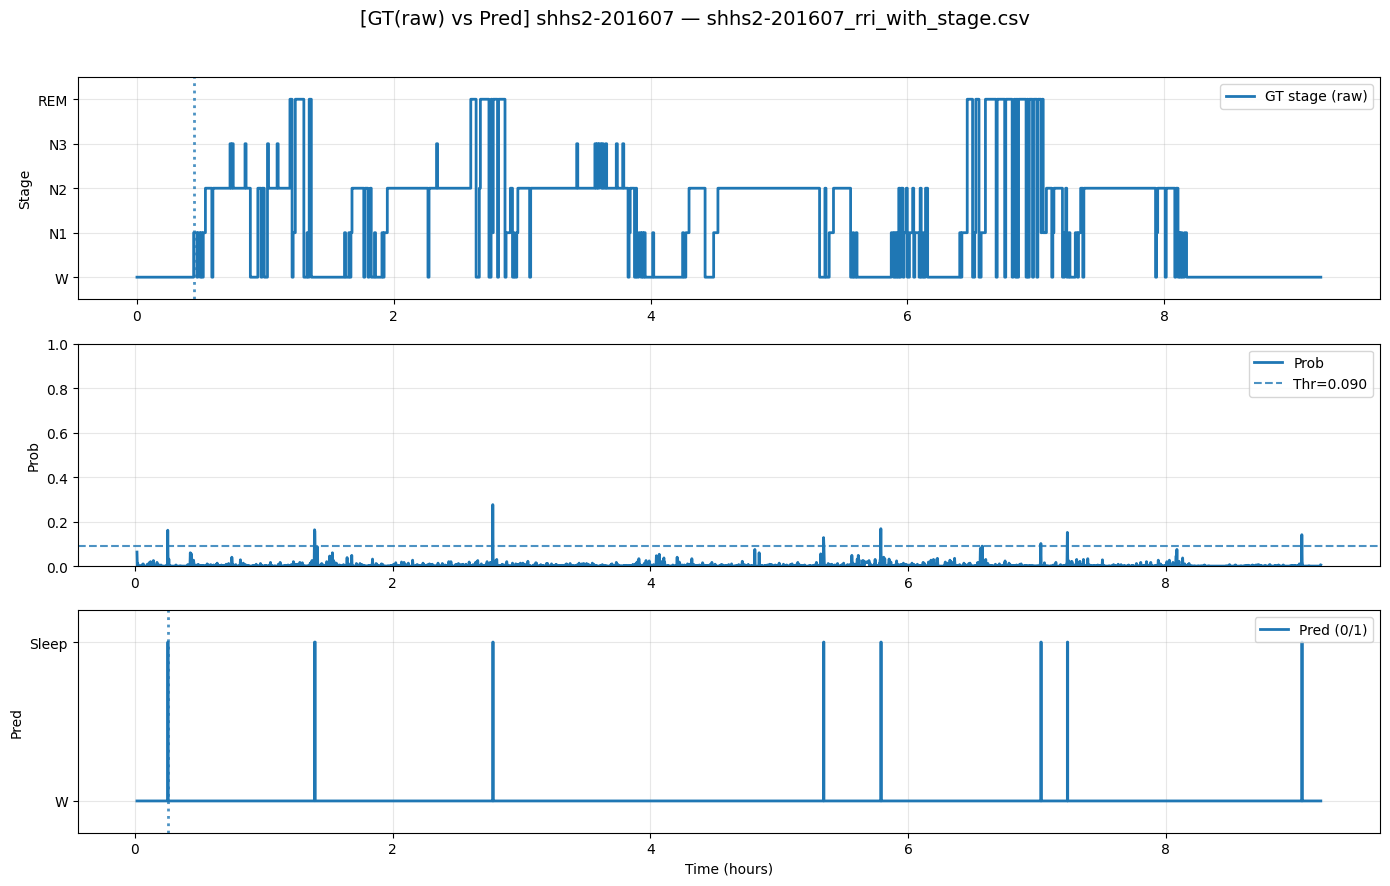 [GT(raw) vs Pred] shhs2-201607 — shhs2-201607_rri_with_stage.csv
Stage
REM
N3
N2
N1
W
GT stage (raw)
0 2 4 6 8
Prob
1.0
0.8
0.6
0.4
0.2
0.0
Prob
Thr=0.090
0 2 4 6 8
Pred
Sleep
W
Pred (0/1)
0 2 4 6 8
Time (hours)